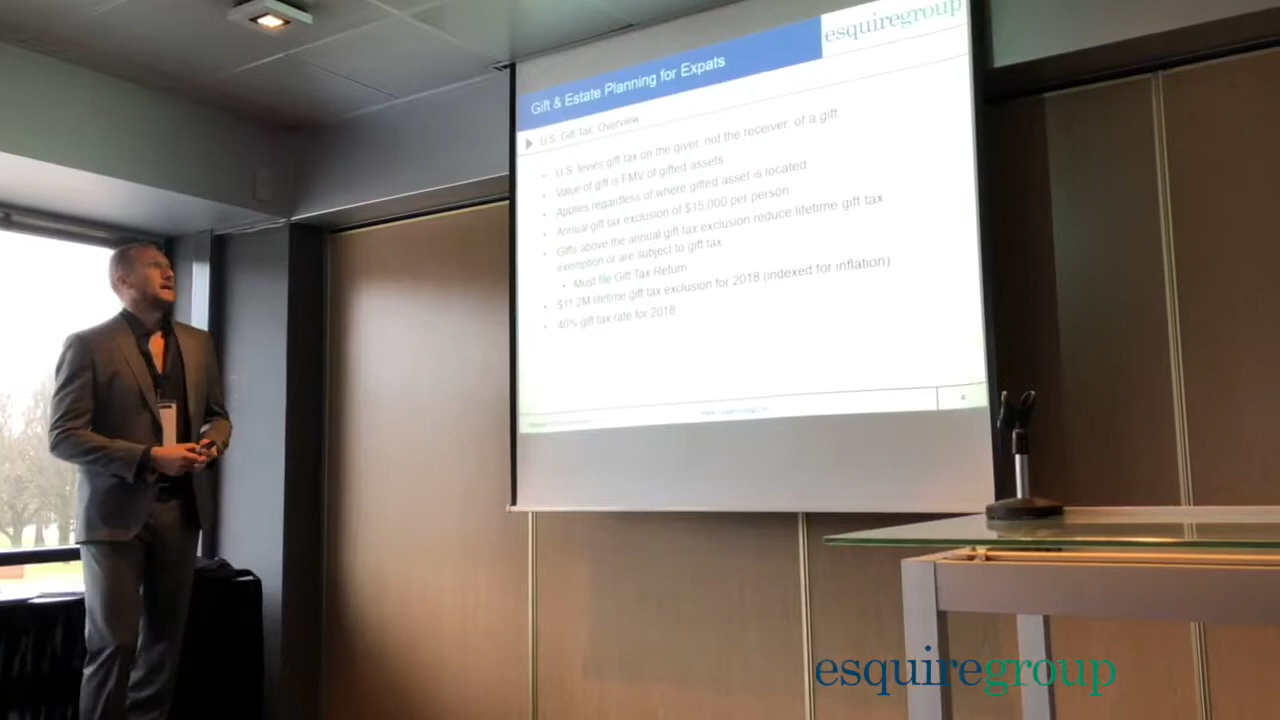 esquiregroup
Gift & Estate Planning for Expats
U.S. Gift Tax: Overview
U.S. levies gift tax on the giver, not the receiver, of a gift
Value of gift is FMV of gifted assets
Applies regardless of where gifted asset is located
Annual gift tax exclusion of $15,000 per person
Gifts above the annual gift tax exclusion reduce lifetime gift tax
exemption or are subject to gift tax
Must file Gift Tax Return
$11.2M lifetime gift tax exclusion for 2018 (indexed for inflation)
40% gift tax rate for 2018
4
esquiregroup